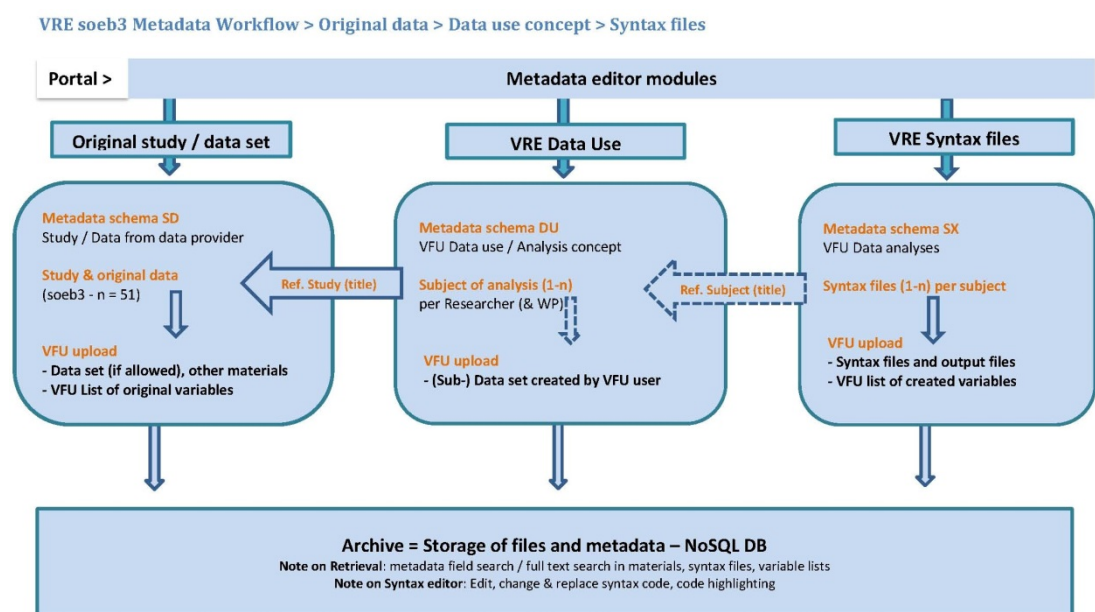 VRE soeb3 Metadata Workflow > Original data > Data use concept > Syntax files
Portal >
Metadata editor modules
Original study / data set
VRE Data Use
VRE Syntax files
Metadata schema SD
Study / Data from data provider
Study & original data
(soeb3 - n = 51)
VFU upload
- Data set (if allowed), other materials
- VFU List of original variables
Ref. Study (title)
Metadata schema DU
VFU Data use / Analysis concept
Subject of analysis (1-n)
per Researcher (& WP)
VFU upload
- (Sub-) Data set created by VFU user
Ref. Subject (title)
Metadata schema SX
VFU Data analyses
Syntax files (1-n) per subject
VFU upload
- Syntax files and output files
- VFU list of created variables
Archive = Storage of files and metadata – NoSQL DB
Note on Retrieval: metadata field search / full text search in materials, syntax files, variable lists
Note on Syntax editor: Edit, change & replace syntax code, code highlighting